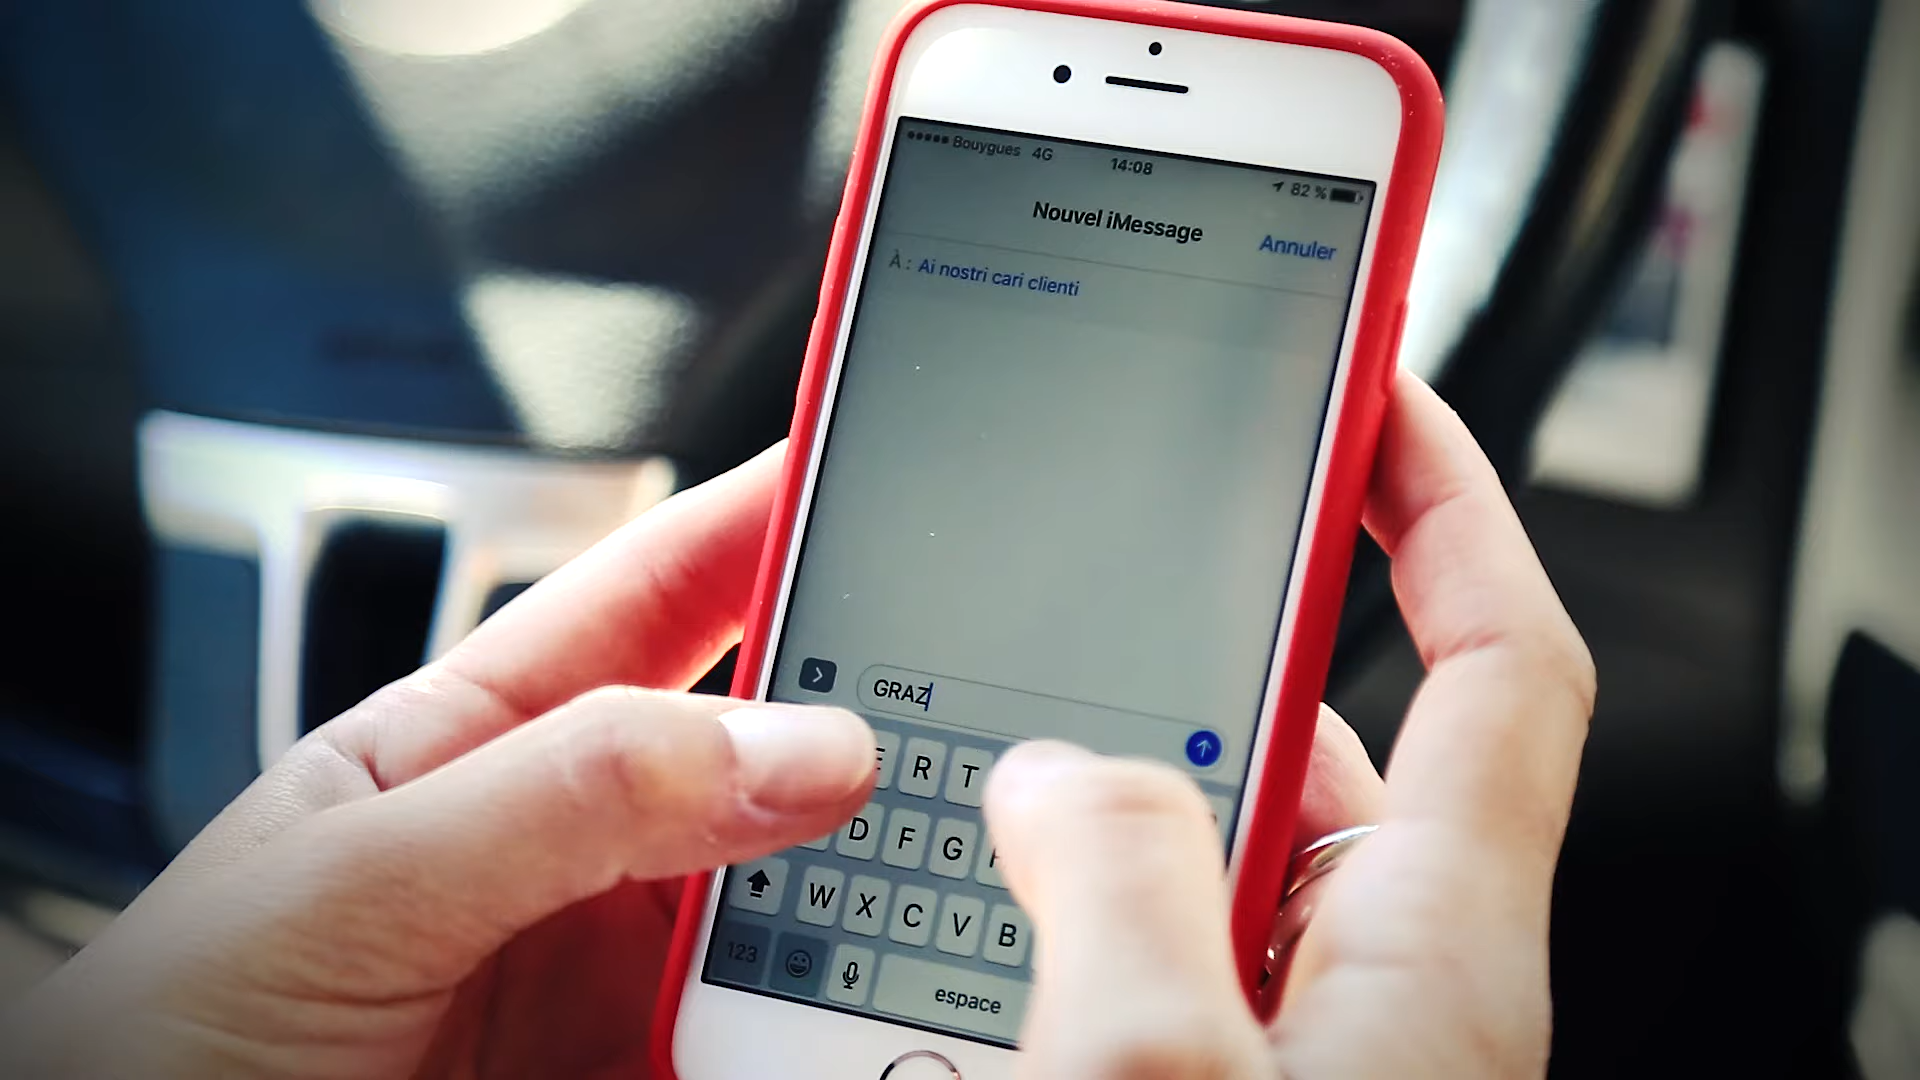 Bouygues 4G 14:08 82 %
Nouvel iMessage Annuler
À : Ai nostri cari clienti
GRAZ
E R T
D F G
W X C V B
123 espace